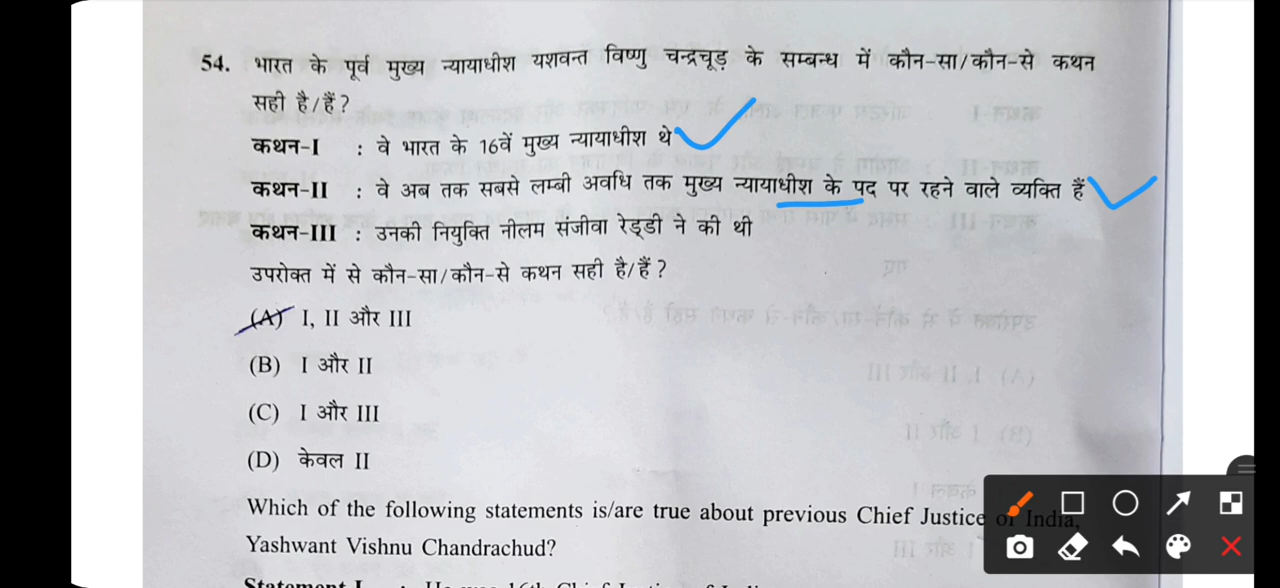 54. भारत के पूर्व मुख्य न्यायाधीश यशवन्त विष्णु चन्द्रचूड़ के सम्बन्ध में कौन-सा/कौन-से कथन
सही है/हैं?
कथन-I : वे भारत के 16वें मुख्य न्यायाधीश थे
कथन-II : वे अब तक सबसे लम्बी अवधि तक मुख्य न्यायाधीश के पद पर रहने वाले व्यक्ति हैं
कथन-III : उनकी नियुक्ति नीलम संजीवा रेड्डी ने की थी
उपरोक्त में से कौन-सा/कौन-से कथन सही है/हैं?
(A) I, II और III
(B) I और II
(C) I और III
(D) केवल II
Which of the following statements is/are true about previous Chief Justice of India,
Yashwant Vishnu Chandrachud?